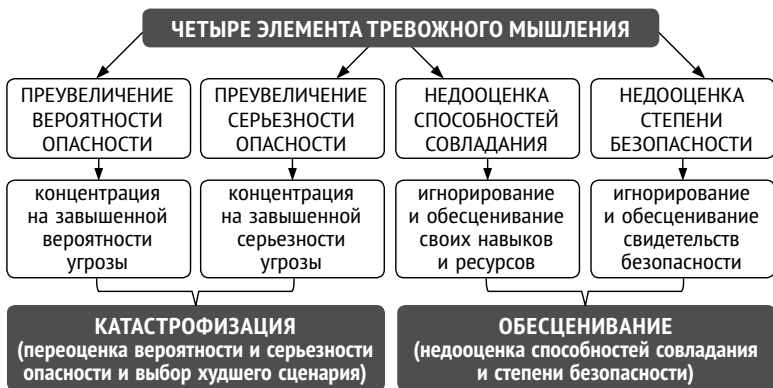 ЧЕТЫРЕ ЭЛЕМЕНТА ТРЕВОЖНОГО МЫШЛЕНИЯ
ПРЕУВЕЛИЧЕНИЕ
ВЕРОЯТНОСТИ
ОПАСНОСТИ
ПРЕУВЕЛИЧЕНИЕ
СЕРЬЕЗНОСТИ
ОПАСНОСТИ
НЕДООЦЕНКА
СПОСОБНОСТЕЙ
СОВЛАДАНИЯ
НЕДООЦЕНКА
СТЕПЕНИ
БЕЗОПАСНОСТИ
концентрация
на завышенной
вероятности
угрозы
концентрация
на завышенной
серьезности
угрозы
игнорирование
и обесценивание
своих навыков
и ресурсов
игнорирование
и обесценивание
свидетельств
безопасности
КАТАСТРОФИЗАЦИЯ
(переоценка вероятности и серьезности
опасности и выбор худшего сценария)
ОБЕСЦЕНИВАНИЕ
(недооценка способностей совладания
и степени безопасности)